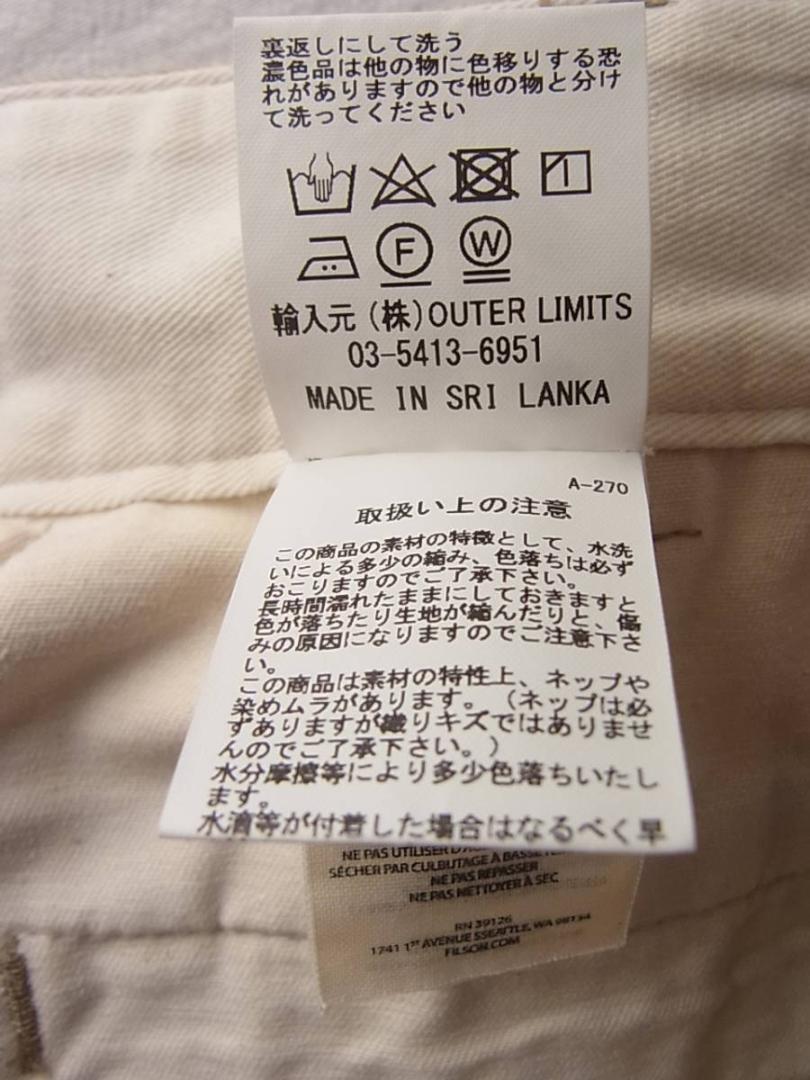 裏返しにして洗う
濃色品は他の物に色移りする恐
れがありますので他の物と分け
て洗ってください
F W
輸入元(株)OUTER LIMITS
03-5413-6951
MADE IN SRI LANKA
A-270
取扱い上の注意
この商品の素材の特徴として、水洗
いによる多少の縮み、色落ちは必ず
おこりますのでご了承下さい。
長時間濡れたままにしておきますと
色が落ちたり生地が縮んだりと、傷
みの原因になりますのでご注意下さ
い。
この商品は素材の特性上、ネップや
染めムラがあります。(ネップは必
ずありますが織りキズではありませ
んのでご了承下さい。)
水分摩擦等により多少色落ちいたし
ます。
水滴等が付着した場合はなるべく早
NE PAS UTILISER D'A
SÉCHER PAR CULBUTAGE À BASSE
NE PAS REPASSER
NE PAS NETTOYER À SEC
RN 39126
1741 1ST AVENUE SSEATTLE, WA 98134
FILSON.COM